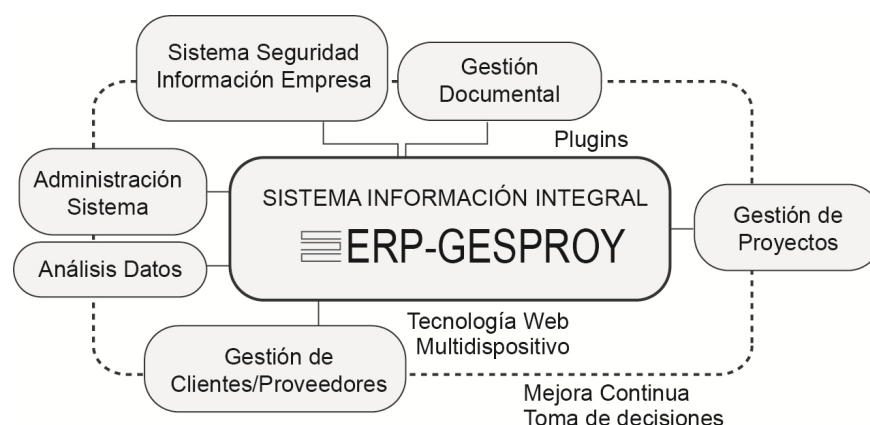 Sistema Seguridad
Información Empresa
Gestión
Documental
Plugins
Administración
Sistema
SISTEMA INFORMACIÓN INTEGRAL
ERP-GESPROY
Gestión de
Proyectos
Análisis Datos
Tecnología Web
Multidispositivo
Gestión de
Clientes/Proveedores
Mejora Continua
Toma de decisiones